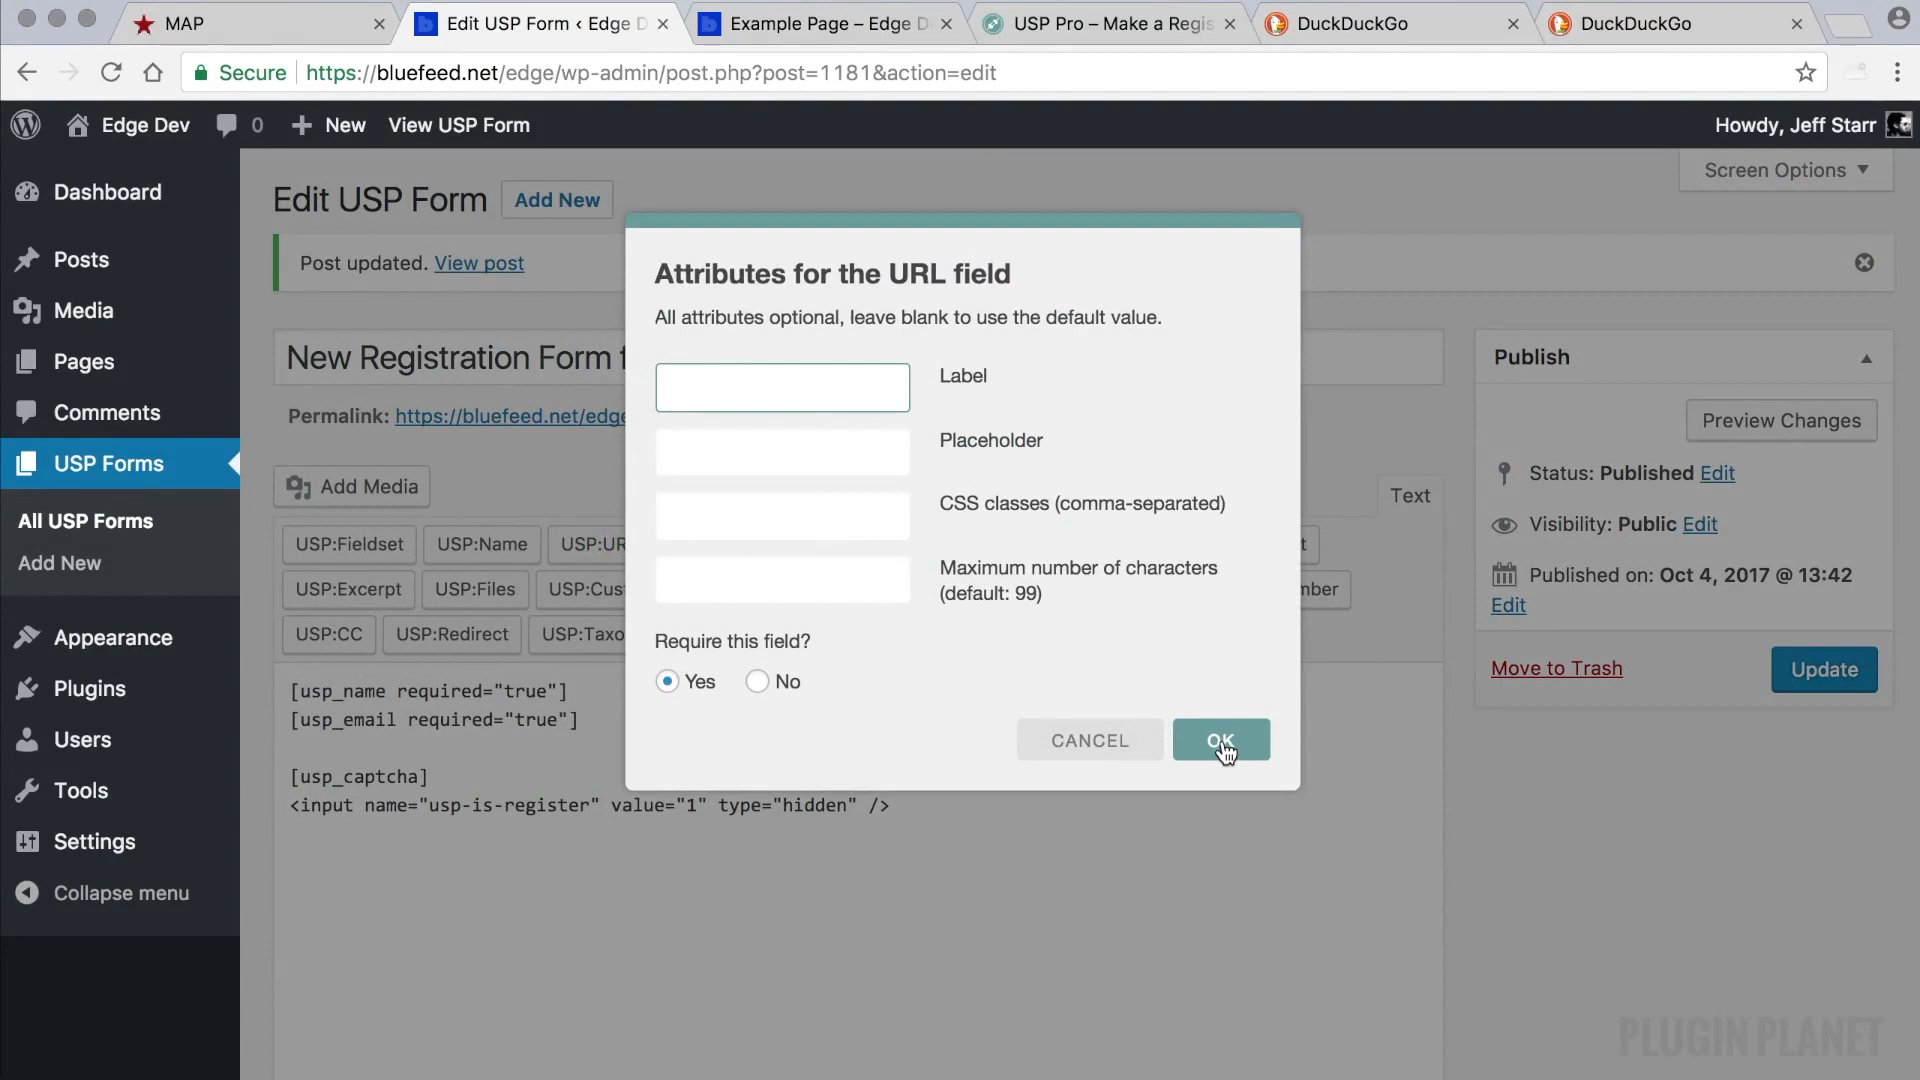 MAP
Edit USP Form ‹ Edge D
Example Page – Edge D
USP Pro – Make a Regis
DuckDuckGo
DuckDuckGo
Secure
https://bluefeed.net/edge/wp-admin/post.php?post=1181&action=edit
Edge Dev
0
New
View USP Form
Howdy, Jeff Starr
Dashboard
Posts
Media
Pages
Comments
USP Forms
All USP Forms
Add New
Appearance
Plugins
Users
Tools
Settings
Collapse menu
Screen Options
Edit USP Form
Add New
Post updated. View post
New Registration Form f
Permalink: https://bluefeed.net/edge
Add Media
Text
USP:Fieldset
USP:Name
USP:UR
t
USP:Excerpt
USP:Files
USP:Cus
mber
USP:CC
USP:Redirect
USP:Taxo
[usp_name required="true"]
[usp_email required="true"]
[usp_captcha]
<input name="usp-is-register" value="1" type="hidden" />
Attributes for the URL field
All attributes optional, leave blank to use the default value.
Label
Placeholder
CSS classes (comma-separated)
Maximum number of characters
(default: 99)
Require this field?
Yes
No
CANCEL
OK
Publish
Preview Changes
Status: Published Edit
Visibility: Public Edit
Published on: Oct 4, 2017 @ 13:42
Edit
Move to Trash
Update
PLUGIN PLANET